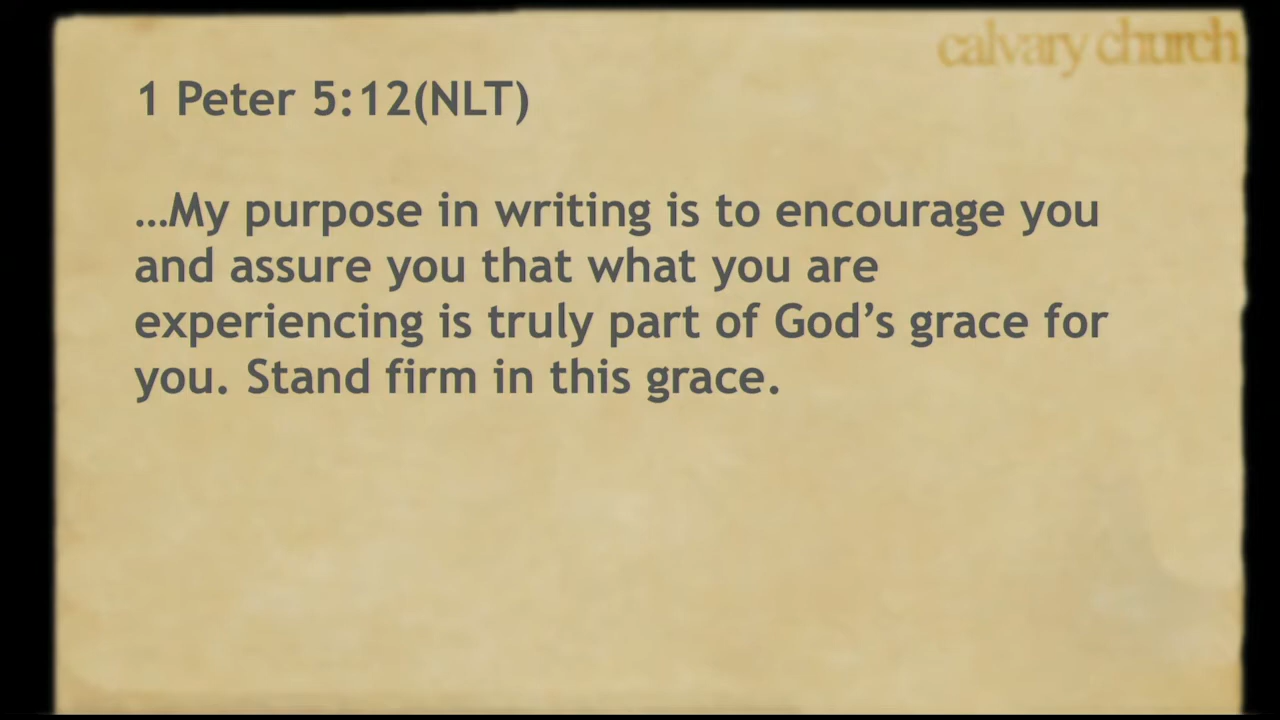 calvary church
1 Peter 5:12(NLT)
…My purpose in writing is to encourage you
and assure you that what you are
experiencing is truly part of God’s grace for
you. Stand firm in this grace.